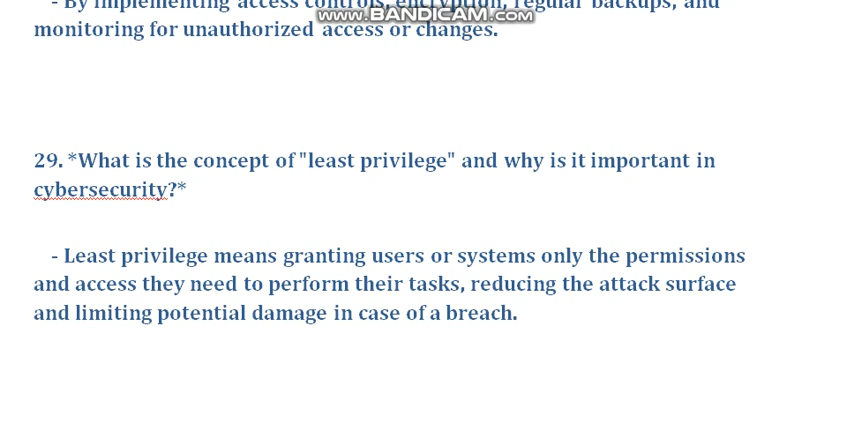 - By implementing access controls, encryption, regular backups, and
www.BANDICAM.com
monitoring for unauthorized access or changes.
29. *What is the concept of "least privilege" and why is it important in
cybersecurity?*
- Least privilege means granting users or systems only the permissions
and access they need to perform their tasks, reducing the attack surface
and limiting potential damage in case of a breach.